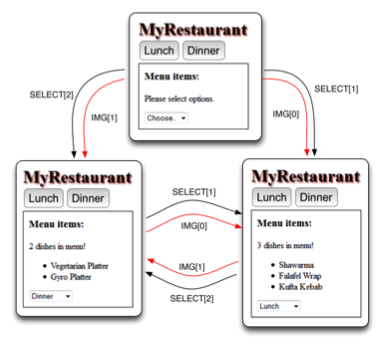 MyRestaurant
Lunch Dinner
Menu items:
Please select options.
Choose..
SELECT[2]
IMG[1]
SELECT[1]
IMG[0]
MyRestaurant
Lunch Dinner
Menu items:
2 dishes in menu!
Vegetarian Platter
Gyro Platter
Dinner
SELECT[1]
IMG[0]
IMG[1]
SELECT[2]
MyRestaurant
Lunch Dinner
Menu items:
3 dishes in menu!
Shawarma
Falafel Wrap
Kufta Kebab
Lunch